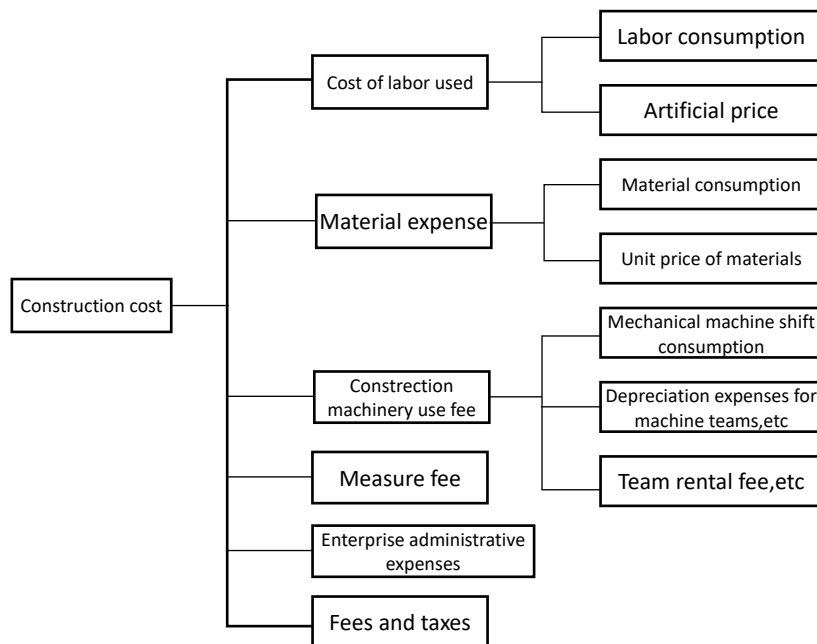 Construction cost
Cost of labor used
Labor consumption
Artificial price
Material expense
Material consumption
Unit price of materials
Constrection
machinery use fee
Mechanical machine shift
consumption
Depreciation expenses for
machine teams,etc
Team rental fee,etc
Measure fee
Enterprise administrative
expenses
Fees and taxes